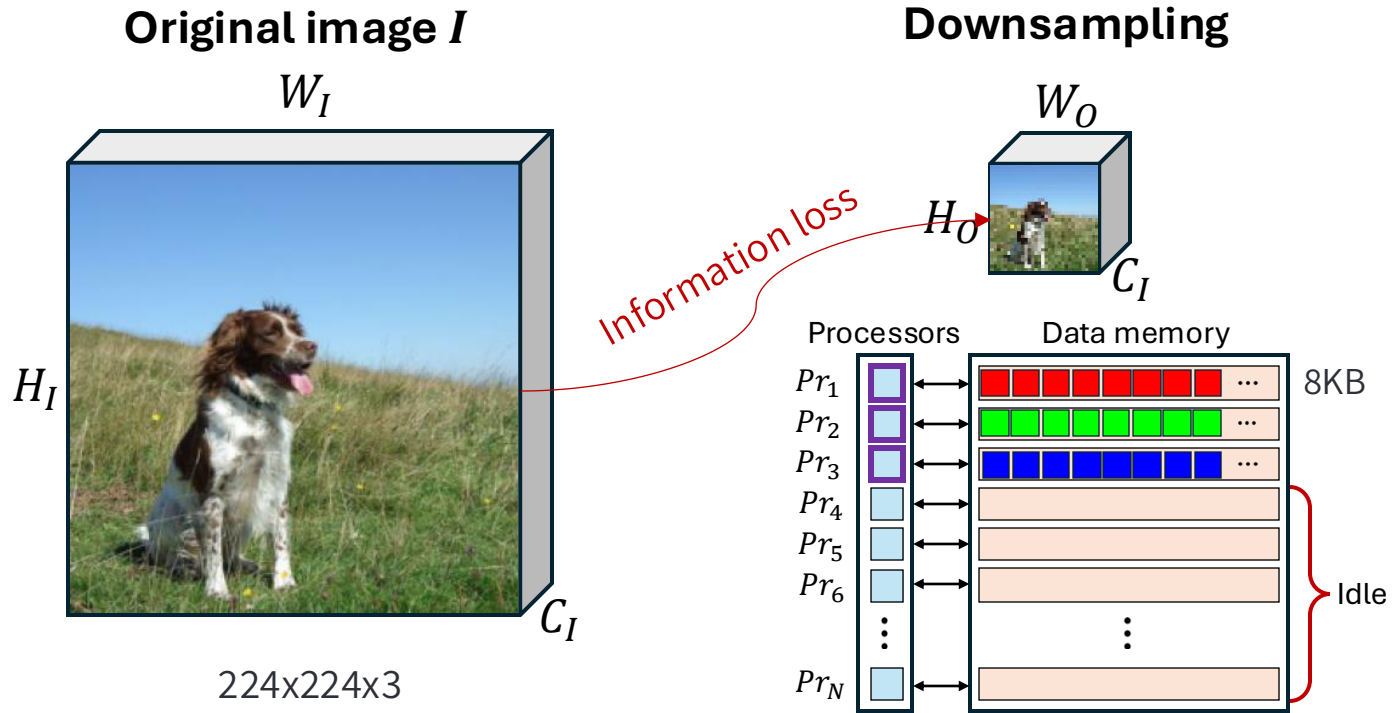 Original image I
W_I
H_I
C_I
224x224x3
Information loss
Downsampling
W_O
H_O
C_I
Processors
Data memory
Pr_1
...
8KB
Pr_2
...
Pr_3
...
Pr_4
Pr_5
Pr_6
Idle
Pr_N